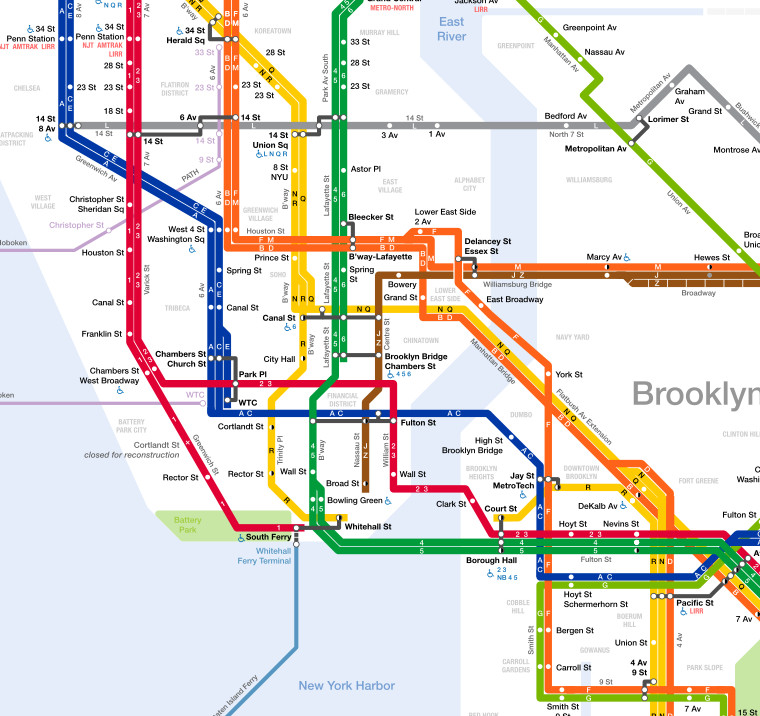 34 St
Penn Station
NJT AMTRAK LIRR
8 Av
A
C E
N Q R
34 St
Penn Station
NJT AMTRAK
LIRR
7 Av
1
2 3
B D
F M
6 Av
34 St
Herald Sq
KOREATOWN
33 St
28 St
METRO-NORTH
MURRAY HILL
33 St
28 St
23 St
Park Av South
East
River
Jackson Av
LIRR
GREENPOINT
Greenpoint Av
Nassau Av
Manhattan Av
G
28 St
23 St
23 St
18 St
CHELSEA
FLATIRON
DISTRICT
23 St
6 Av
23 St
28 St
23 St
N Q R
GRAMERCY
Metropolitan Av
Graham
Av
Grand St
Bushwick
Montrose Av
Lorimer St
Metropolitan Av
Bedford Av
North 7 St
WILLIAMSBURG
Union Av
14 St
8 Av
14 St
L
14 St
6 Av
14 St
14 St
9 St
PATH
14 St
Union Sq
L N Q R
14 St
3 Av
1 Av
8 St
NYU
Astor Pl
EAST
VILLAGE
ALPHABET
CITY
Greenwich Av
WEST
VILLAGE
Christopher St
Sheridan Sq
Christopher St
Hoboken
Houston St
Varick St
West 4 St
Washington Sq
GREENWICH
VILLAGE
Houston St
B'way
Lafayette St
Bleecker St
B'way-Lafayette
Lower East Side
2 Av
Delancey St
Essex St
Prince St
SOHO
Spring St
Spring
St
Bowery
Grand St
LOWER
EAST SIDE
East Broadway
Williamsburg Bridge
Marcy Av
Hewes St
Broadway
J Z
M
Canal St
TRIBECA
Canal St
Canal St
6
Franklin St
City Hall
B'way
Lafayette St
Centre St
CHINATOWN
Manhattan Bridge
NAVY YARD
York St
Chambers St
West Broadway
Chambers St
Church St
Park Pl
WTC
WTC
Brooklyn Bridge
Chambers St
4 5 6
FINANCIAL
DISTRICT
Flatbush Av Extension
Brooklyn
BATTERY
PARK CITY
Cortlandt St
closed for reconstruction
Greenwich St
Cortlandt St
Trinity Pl
B'way
Nassau St
William St
Fulton St
DUMBO
High St
Brooklyn Bridge
CLINTON HILL
Rector St
Rector St
Wall St
Broad St
Wall St
Bowling Green
Clark St
BROOKLYN
HEIGHTS
Jay St
MetroTech
DOWNTOWN
BROOKLYN
FORT GREENE
DeKalb Av
Fulton St
Battery
Park
South Ferry
Whitehall
Ferry Terminal
Whitehall St
Court St
Hoyt St
Nevins St
Fulton St
Borough Hall
2 3
N B 4 5
Hoyt St
Schermerhorn St
COBBLE
HILL
BOERUM
HILL
Pacific St
LIRR
7 Av
Smith St
Bergen St
Union St
4 Av
GOWANUS
CARROLL
GARDENS
Carroll St
4 Av
9 St
9 St
PARK SLOPE
Smith St
7 Av
15 St
RED HOOK
New York Harbor
Staten Island Ferry